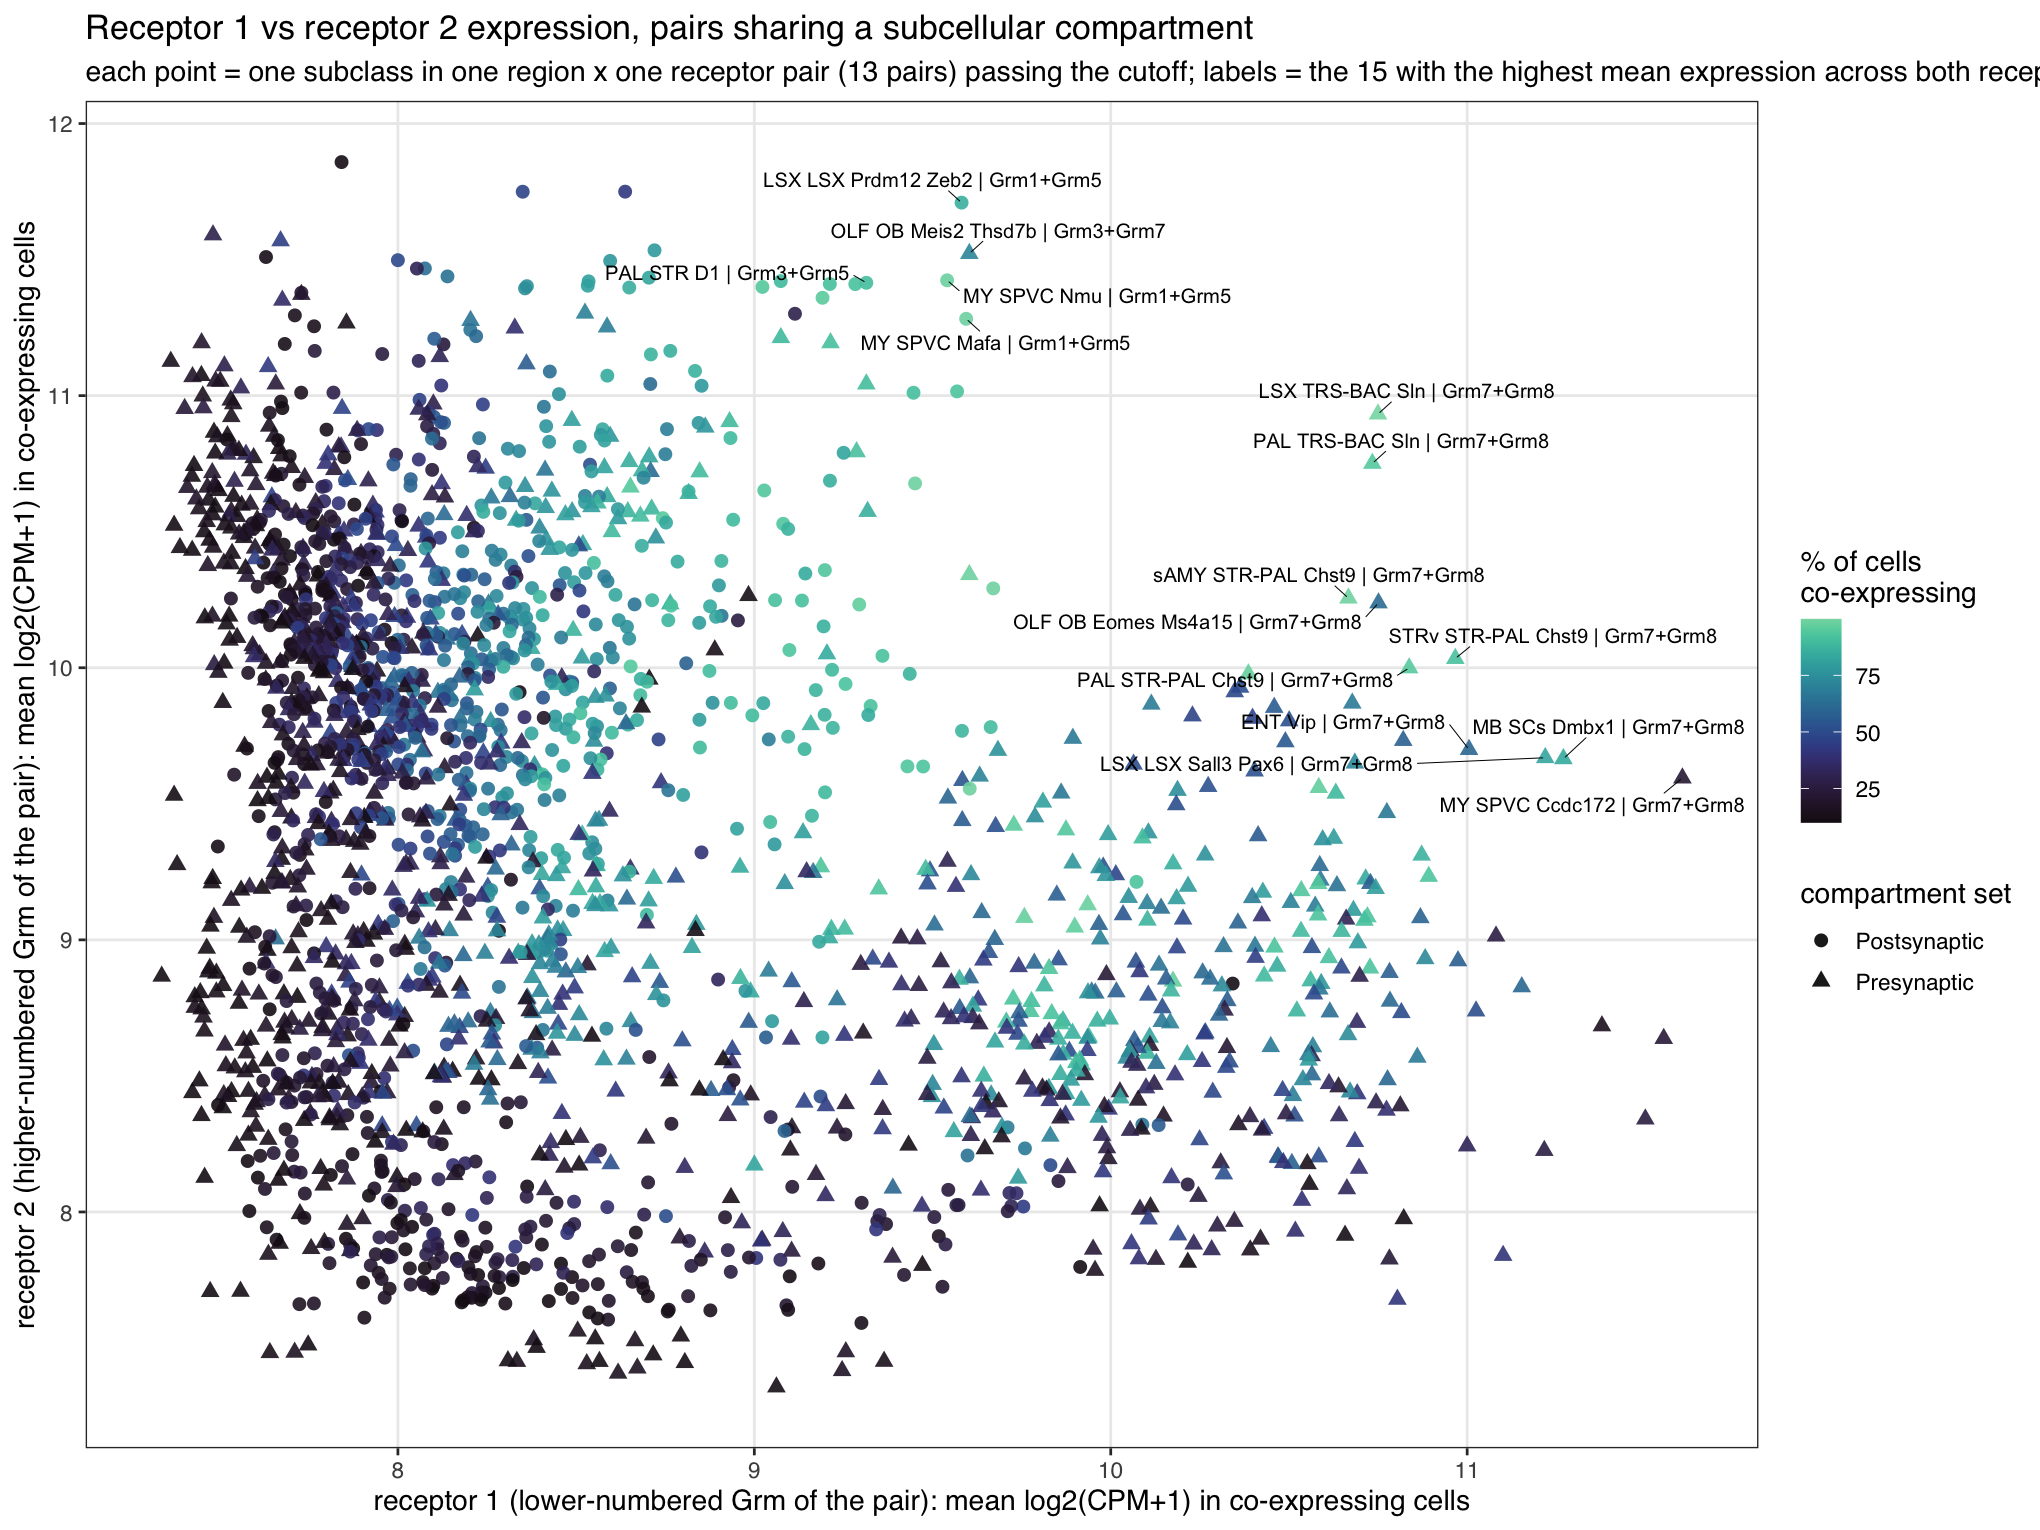 Receptor 1 vs receptor 2 expression, pairs sharing a subcellular compartment
each point = one subclass in one region x one receptor pair (13 pairs) passing the cutoff; labels = the 15 with the highest mean expression across both recep
receptor 2 (higher-numbered Grm of the pair): mean log2(CPM+1) in co-expressing cells
12
11
10
9
8
LSX LSX Prdm12 Zeb2 | Grm1+Grm5
OLF OB Meis2 Thsd7b | Grm3+Grm7
PAL STR D1 | Grm3+Grm5
MY SPVC Nmu | Grm1+Grm5
MY SPVC Mafa | Grm1+Grm5
LSX TRS-BAC Sln | Grm7+Grm8
PAL TRS-BAC Sln | Grm7+Grm8
sAMY STR-PAL Chst9 | Grm7+Grm8
OLF OB Eomes Ms4a15 | Grm7+Grm8
STRv STR-PAL Chst9 | Grm7+Grm8
PAL STR-PAL Chst9 | Grm7+Grm8
ENT Vip | Grm7+Grm8
MB SCs Dmbx1 | Grm7+Grm8
LSX LSX Sall3 Pax6 | Grm7+Grm8
MY SPVC Ccdc172 | Grm7+Grm8
8
9
10
11
receptor 1 (lower-numbered Grm of the pair): mean log2(CPM+1) in co-expressing cells
% of cells
co-expressing
75
50
25
compartment set
Postsynaptic
Presynaptic